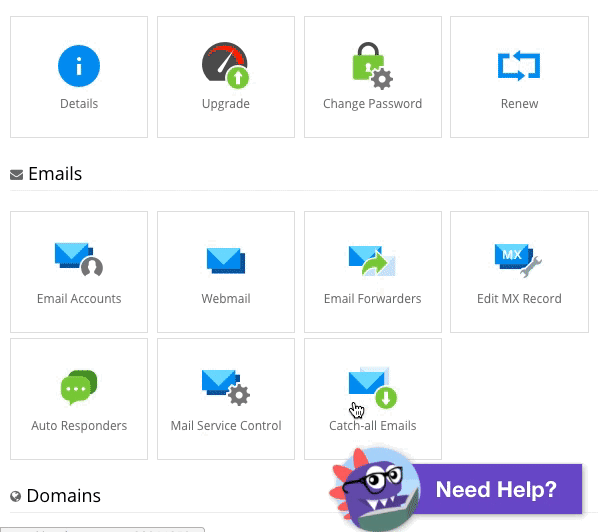 Details
Upgrade
Change Password
Renew
Emails
Email Accounts
Webmail
Email Forwarders
MX
Edit MX Record
Auto Responders
Mail Service Control
Catch-all Emails
Need Help?
Domains